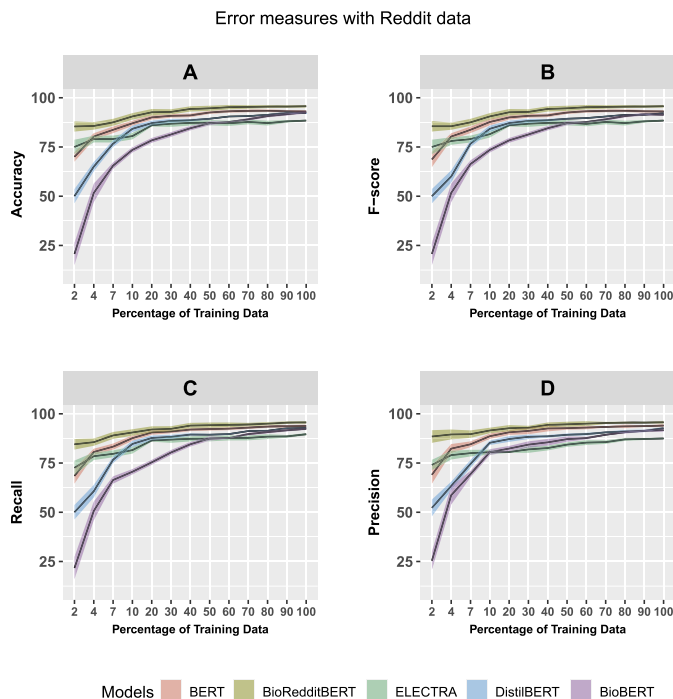 Error measures with Reddit data
A
B
Accuracy
100
75
50
25
2 4 7 10 20 30 40 50 60 70 80 90 100
Percentage of Training Data
F−score
100
75
50
25
2 4 7 10 20 30 40 50 60 70 80 90 100
Percentage of Training Data
C
D
Recall
100
75
50
25
2 4 7 10 20 30 40 50 60 70 80 90 100
Percentage of Training Data
Precision
100
75
50
25
2 4 7 10 20 30 40 50 60 70 80 90 100
Percentage of Training Data
Models BERT BioRedditBERT ELECTRA DistilBERT BioBERT